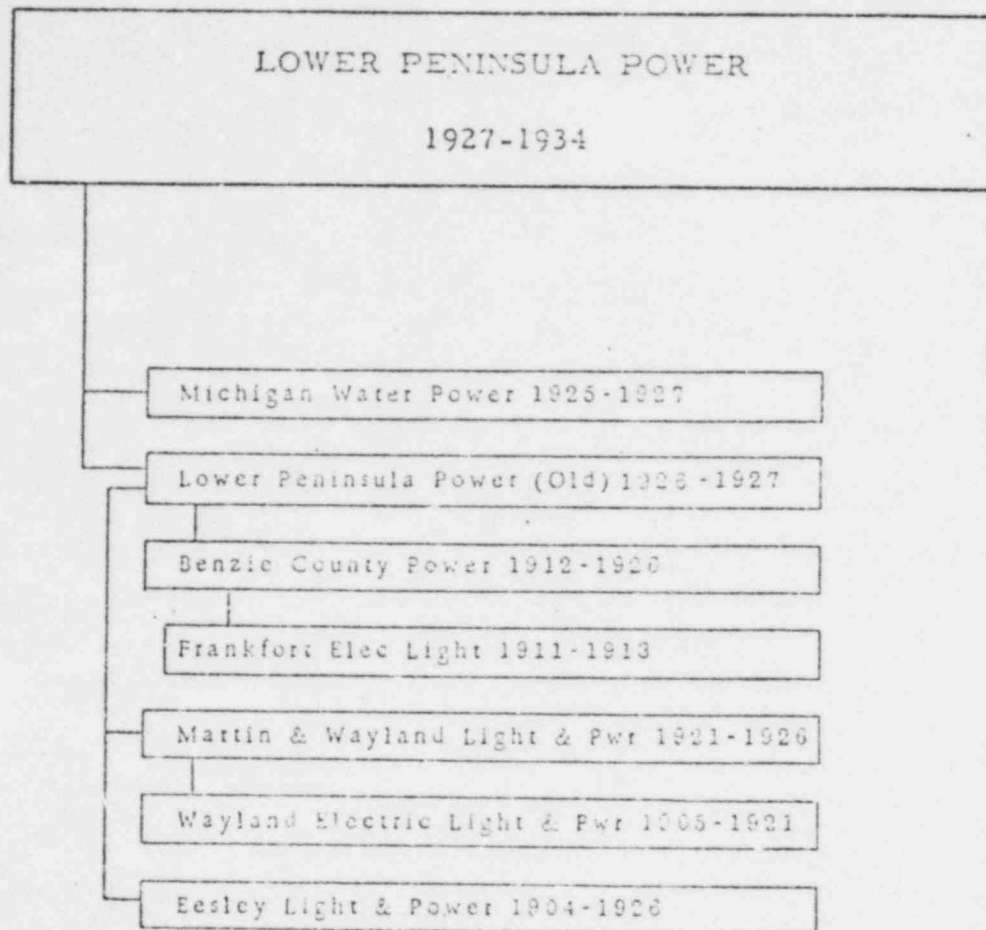 LOWER PENINSULA POWER
1927-1934
Michigan Water Power 1925-1927
Lower Peninsula Power (Old) 1926-1927
Benzie County Power 1912-1926
Frankfort Elec Light 1911-1913
Martin & Wayland Light & Pwr 1921-1926
Wayland Electric Light & Pwr 1905-1921
Eesley Light & Power 1904-1926